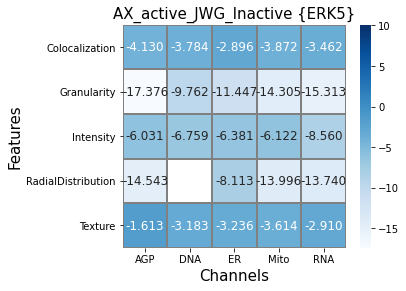 AX_active_JWG_Inactive {ERK5}
Features
Colocalization -4.130 -3.784 -2.896 -3.872 -3.462
Granularity -17.376 -9.762 -11.447 -14.305 -15.313
Intensity -6.031 -6.759 -6.381 -6.122 -8.560
RadialDistribution -14.543 -8.113 -13.996 -13.740
Texture -1.613 -3.183 -3.236 -3.614 -2.910
AGP DNA ER Mito RNA
Channels
10
5
0
-5
-10
-15